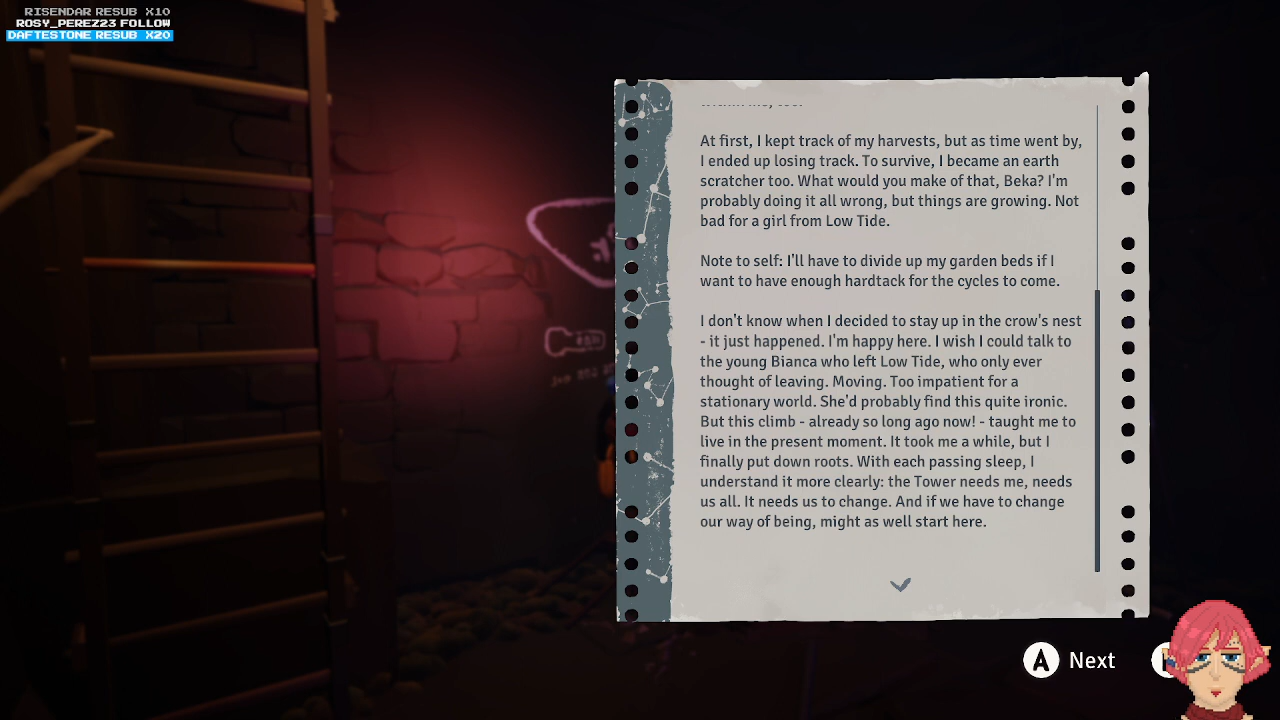 RISENDAR RESUB X10
ROSY_PEREZ23 FOLLOW
DAFTESTONE RESUB X20
At first, I kept track of my harvests, but as time went by,
I ended up losing track. To survive, I became an earth
scratcher too. What would you make of that, Beka? I'm
probably doing it all wrong, but things are growing. Not
bad for a girl from Low Tide.
Note to self: I'll have to divide up my garden beds if I
want to have enough hardtack for the cycles to come.
I don't know when I decided to stay up in the crow's nest
- it just happened. I'm happy here. I wish I could talk to
the young Bianca who left Low Tide, who only ever
thought of leaving. Moving. Too impatient for a
stationary world. She'd probably find this quite ironic.
But this climb - already so long ago now! - taught me to
live in the present moment. It took me a while, but I
finally put down roots. With each passing sleep, I
understand it more clearly: the Tower needs me, needs
us all. It needs us to change. And if we have to change
our way of being, might as well start here.
A Next